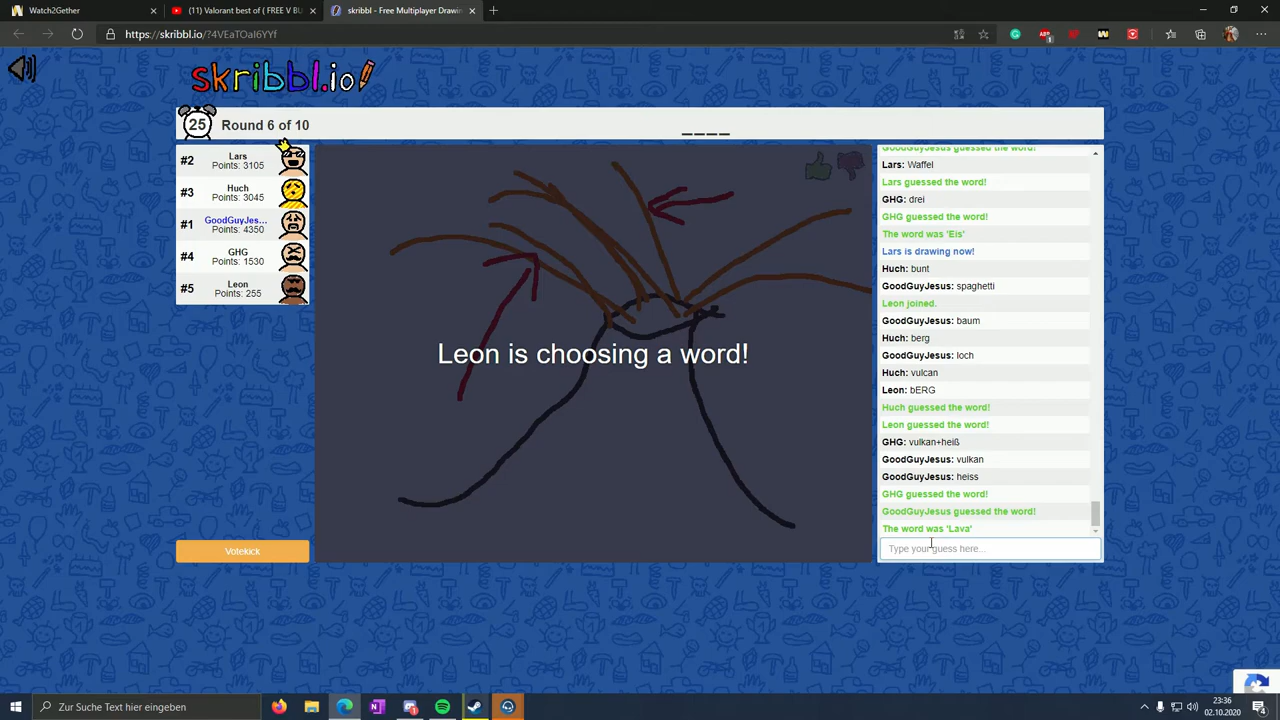 Watch2Gether
(11) Valorant best of ( FREE V BU
skribbl - Free Multiplayer Drawin
https://skribbl.io/?4VEaTOaI6YYf
skribbl.io
25
Round 6 of 10
____
#2
Lars
Points: 3105
#3
Huch
Points: 3045
#1
GoodGuyJes...
Points: 4350
#4
GHG
Points: 1530
#5
Leon
Points: 255
Votekick
Leon is choosing a word!
GoodGuyJesus guessed the word!
Lars: Waffel
Lars guessed the word!
GHG: drei
GHG guessed the word!
The word was 'Eis'
Lars is drawing now!
Huch: bunt
GoodGuyJesus: spaghetti
Leon joined.
GoodGuyJesus: baum
Huch: berg
GoodGuyJesus: loch
Huch: vulcan
Leon: bERG
Huch guessed the word!
Leon guessed the word!
GHG: vulkan+heiß
GoodGuyJesus: vulkan
GoodGuyJesus: heiss
GHG guessed the word!
GoodGuyJesus guessed the word!
The word was 'Lava'
Type your guess here...
Zur Suche Text hier eingeben
23:36
02.10.2020